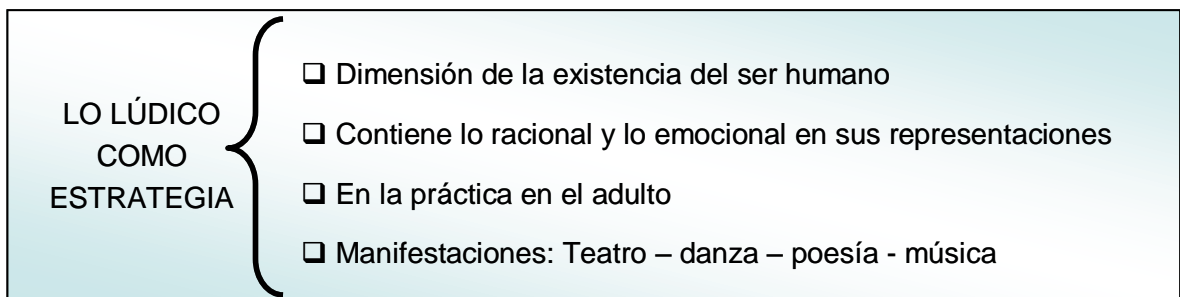 LO LÚDICO
COMO
ESTRATEGIA
❑ Dimensión de la existencia del ser humano
❑ Contiene lo racional y lo emocional en sus representaciones
❑ En la práctica en el adulto
❑ Manifestaciones: Teatro – danza – poesía - música